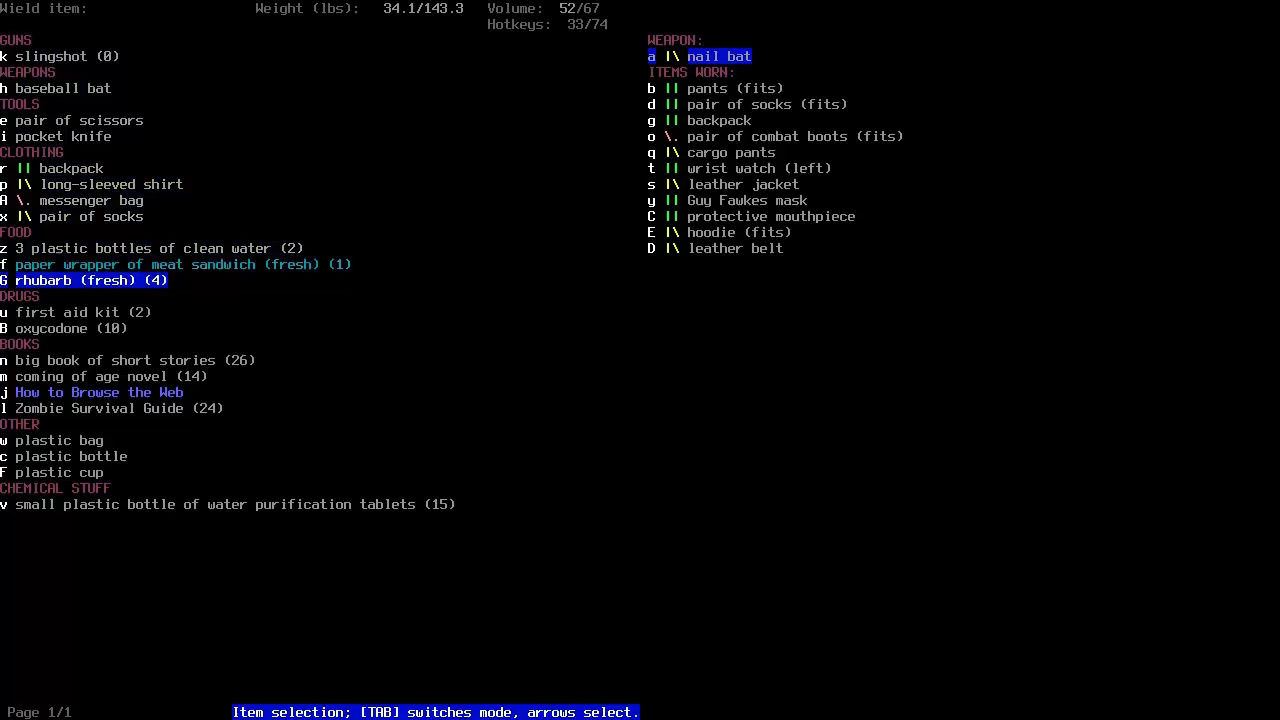 Wield item: Weight (lbs): 34.1/143.3 Volume: 52/67
Hotkeys: 33/74
GUNS
k slingshot (0)
WEAPONS
h baseball bat
TOOLS
e pair of scissors
i pocket knife
CLOTHING
r || backpack
p |\ long-sleeved shirt
A \. messenger bag
x |\ pair of socks
FOOD
z 3 plastic bottles of clean water (2)
f paper wrapper of meat sandwich (fresh) (1)
G rhubarb (fresh) (4)
DRUGS
u first aid kit (2)
B oxycodone (10)
BOOKS
n big book of short stories (26)
m coming of age novel (14)
j How to Browse the Web
l Zombie Survival Guide (24)
OTHER
w plastic bag
c plastic bottle
F plastic cup
CHEMICAL STUFF
v small plastic bottle of water purification tablets (15)
WEAPON:
a |\ nail bat
ITEMS WORN:
b || pants (fits)
d || pair of socks (fits)
g || backpack
o \. pair of combat boots (fits)
q |\ cargo pants
t || wrist watch (left)
s |\ leather jacket
y || Guy Fawkes mask
C || protective mouthpiece
E |\ hoodie (fits)
D |\ leather belt
Page 1/1 Item selection; [TAB] switches mode, arrows select.